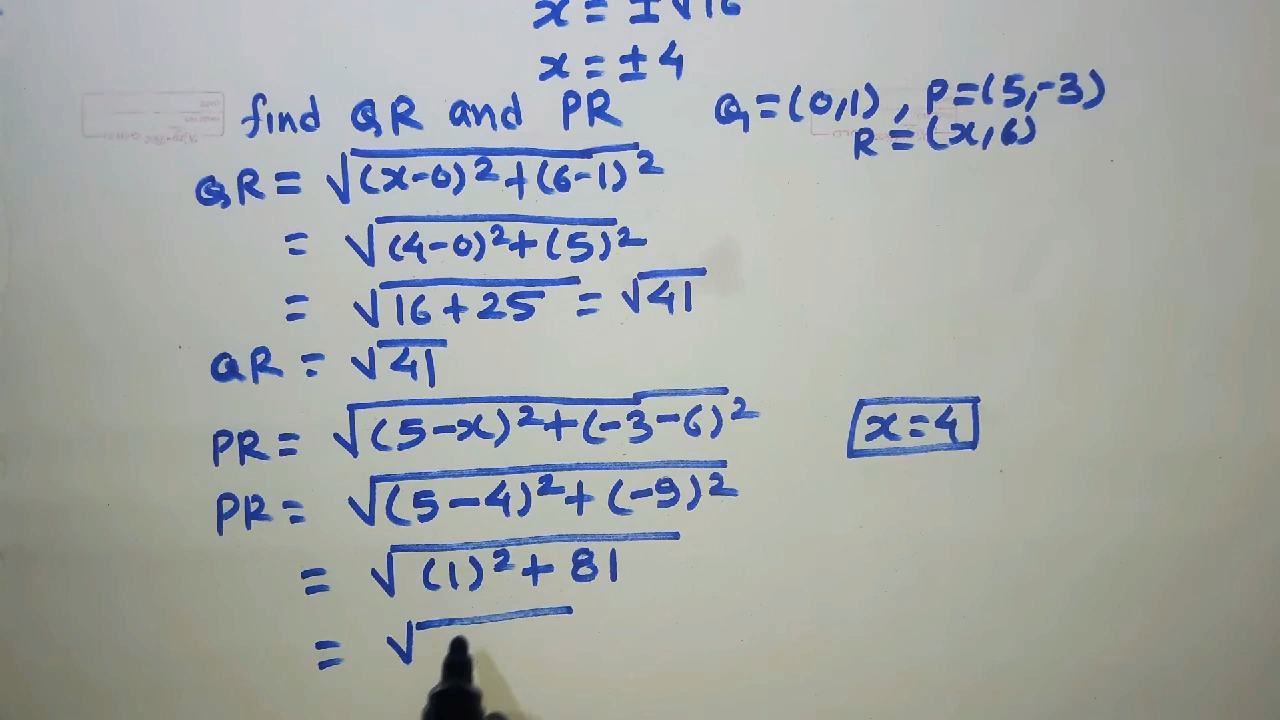 x = ±√16
x = ±4
find QR and PR Q = (0,1), P = (5,-3)
R = (x,6)
QR = √(x-0)² + (6-1)²
= √(4-0)² + (5)²
= √16 + 25 = √41
QR = √41
PR = √(5-x)² + (-3-6)² x = 4
PR = √(5-4)² + (-9)²
= √(1)² + 81
= √